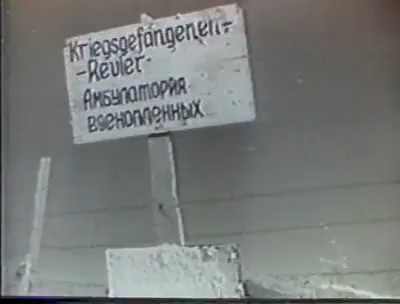 Kriegsgefangenen-
-Revier-
Амбулатория
военопленных